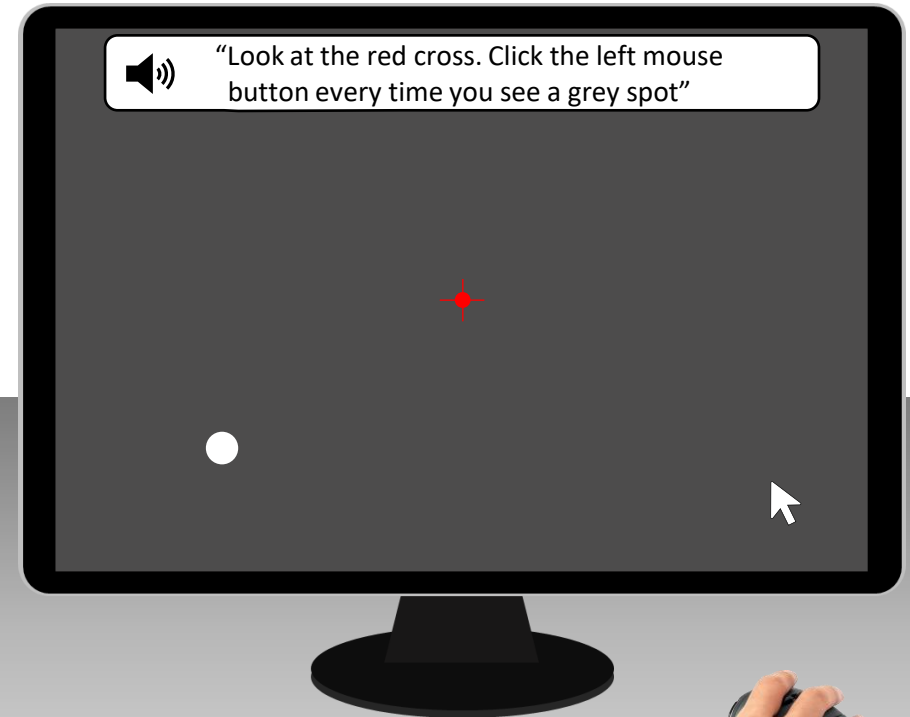 “Look at the red cross. Click the left mouse
button every time you see a grey spot”